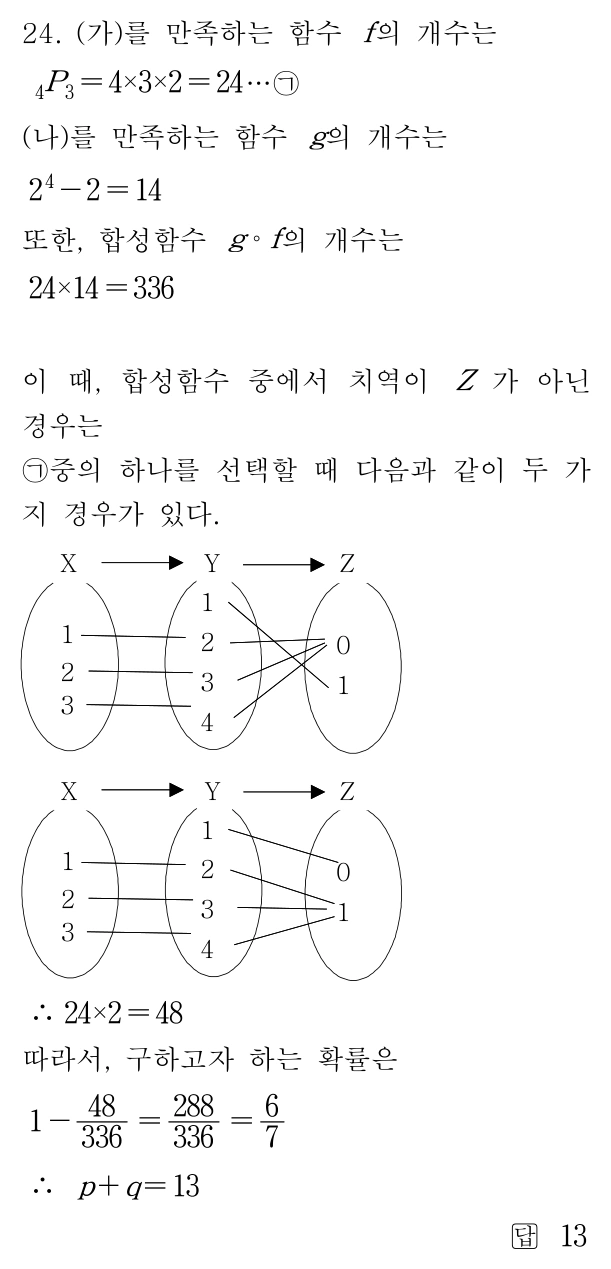 24. (가)를 만족하는 함수 f의 개수는
₄P₃ = 4×3×2 = 24⋯㉠
(나)를 만족하는 함수 g의 개수는
2⁴ − 2 = 14
또한, 합성함수 g∘f의 개수는
24×14 = 336
이 때, 합성함수 중에서 치역이 Z 가 아닌
경우는
㉠중의 하나를 선택할 때 다음과 같이 두 가
지 경우가 있다.
X Y Z
1
1 2 0
2 3 1
3 4
X Y Z
1
1 2 0
2 3 1
3 4
∴ 24×2 = 48
따라서, 구하고자 하는 확률은
1 − 48/336 = 288/336 = 6/7
∴ p + q = 13
답 13